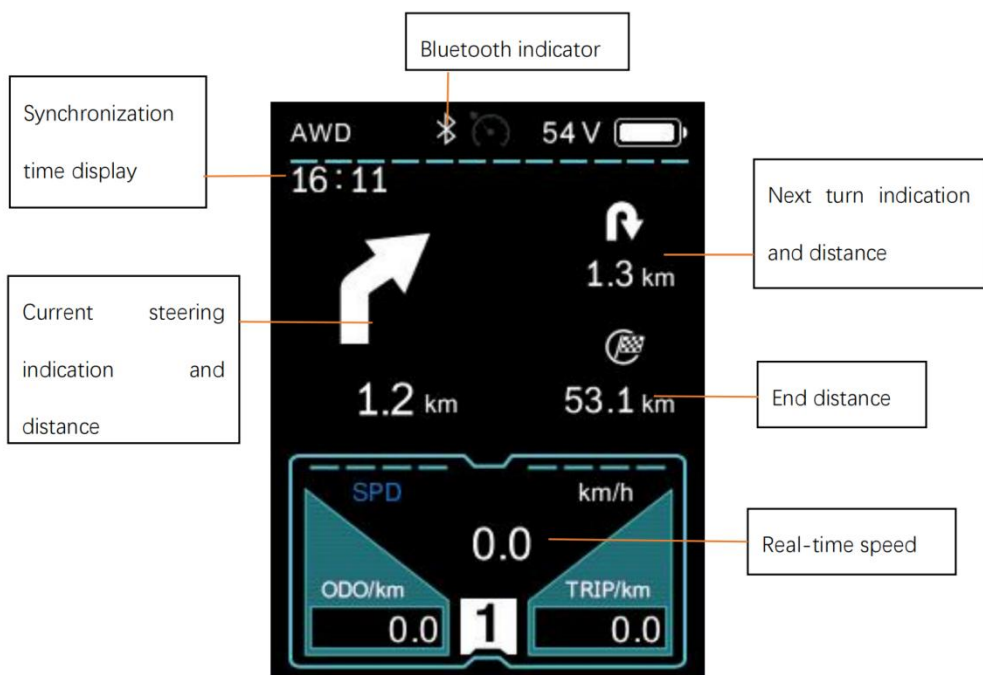 Bluetooth indicator
Synchronization
time display
AWD 54 V
16:11
Next turn indication
and distance
1.3 km
Current steering
indication and
distance
1.2 km
53.1 km
End distance
SPD km/h
0.0
Real-time speed
ODO/km TRIP/km
0.0 1 0.0